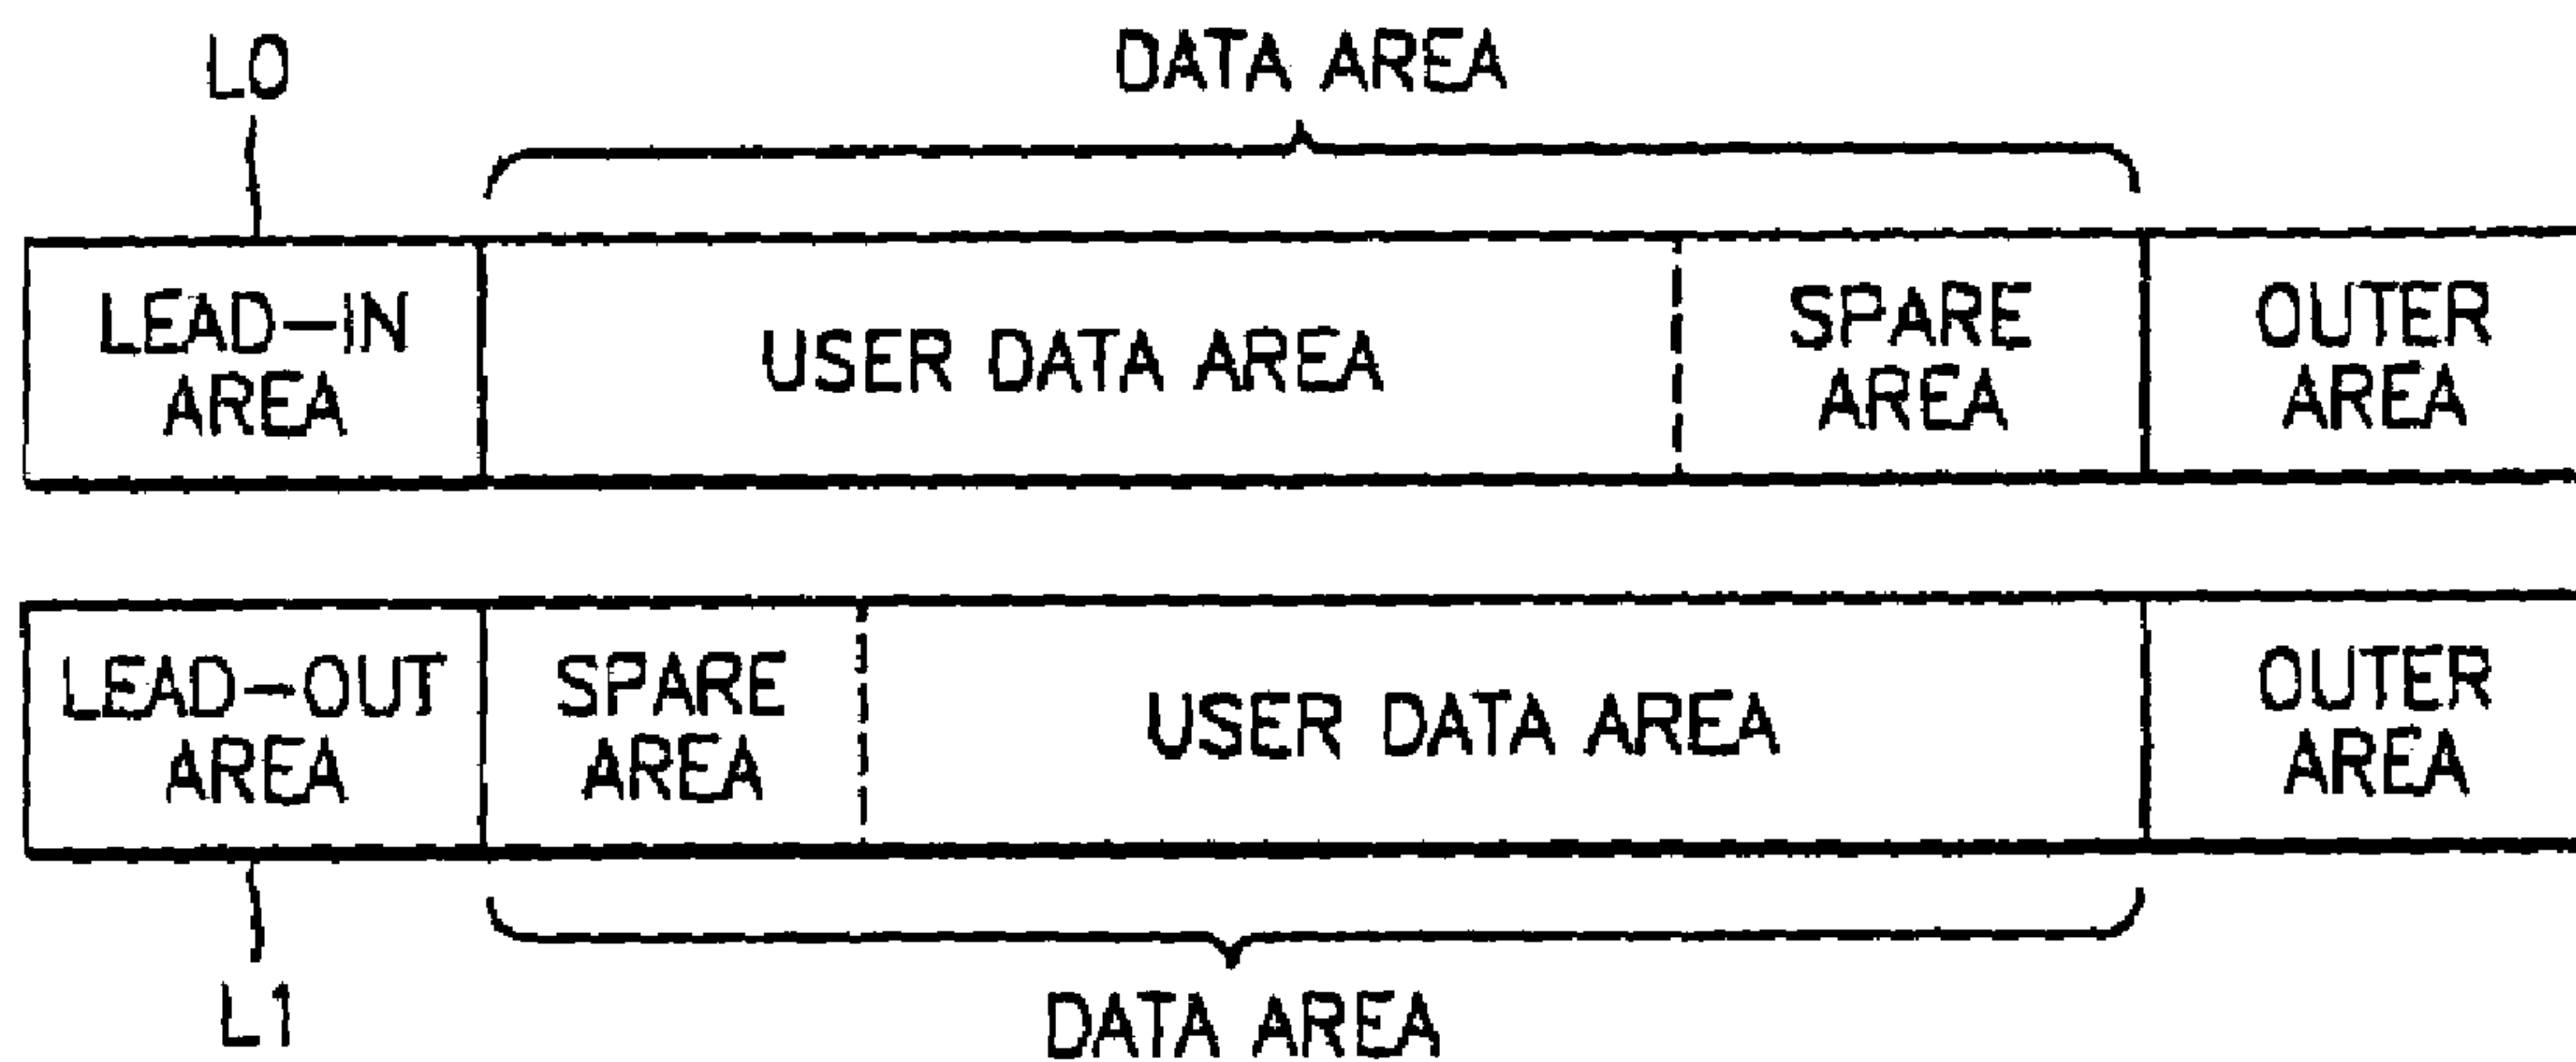 L0
DATA AREA
LEAD-IN
AREA
USER DATA AREA
SPARE
AREA
OUTER
AREA
LEAD-OUT
AREA
SPARE
AREA
USER DATA AREA
OUTER
AREA
L1
DATA AREA